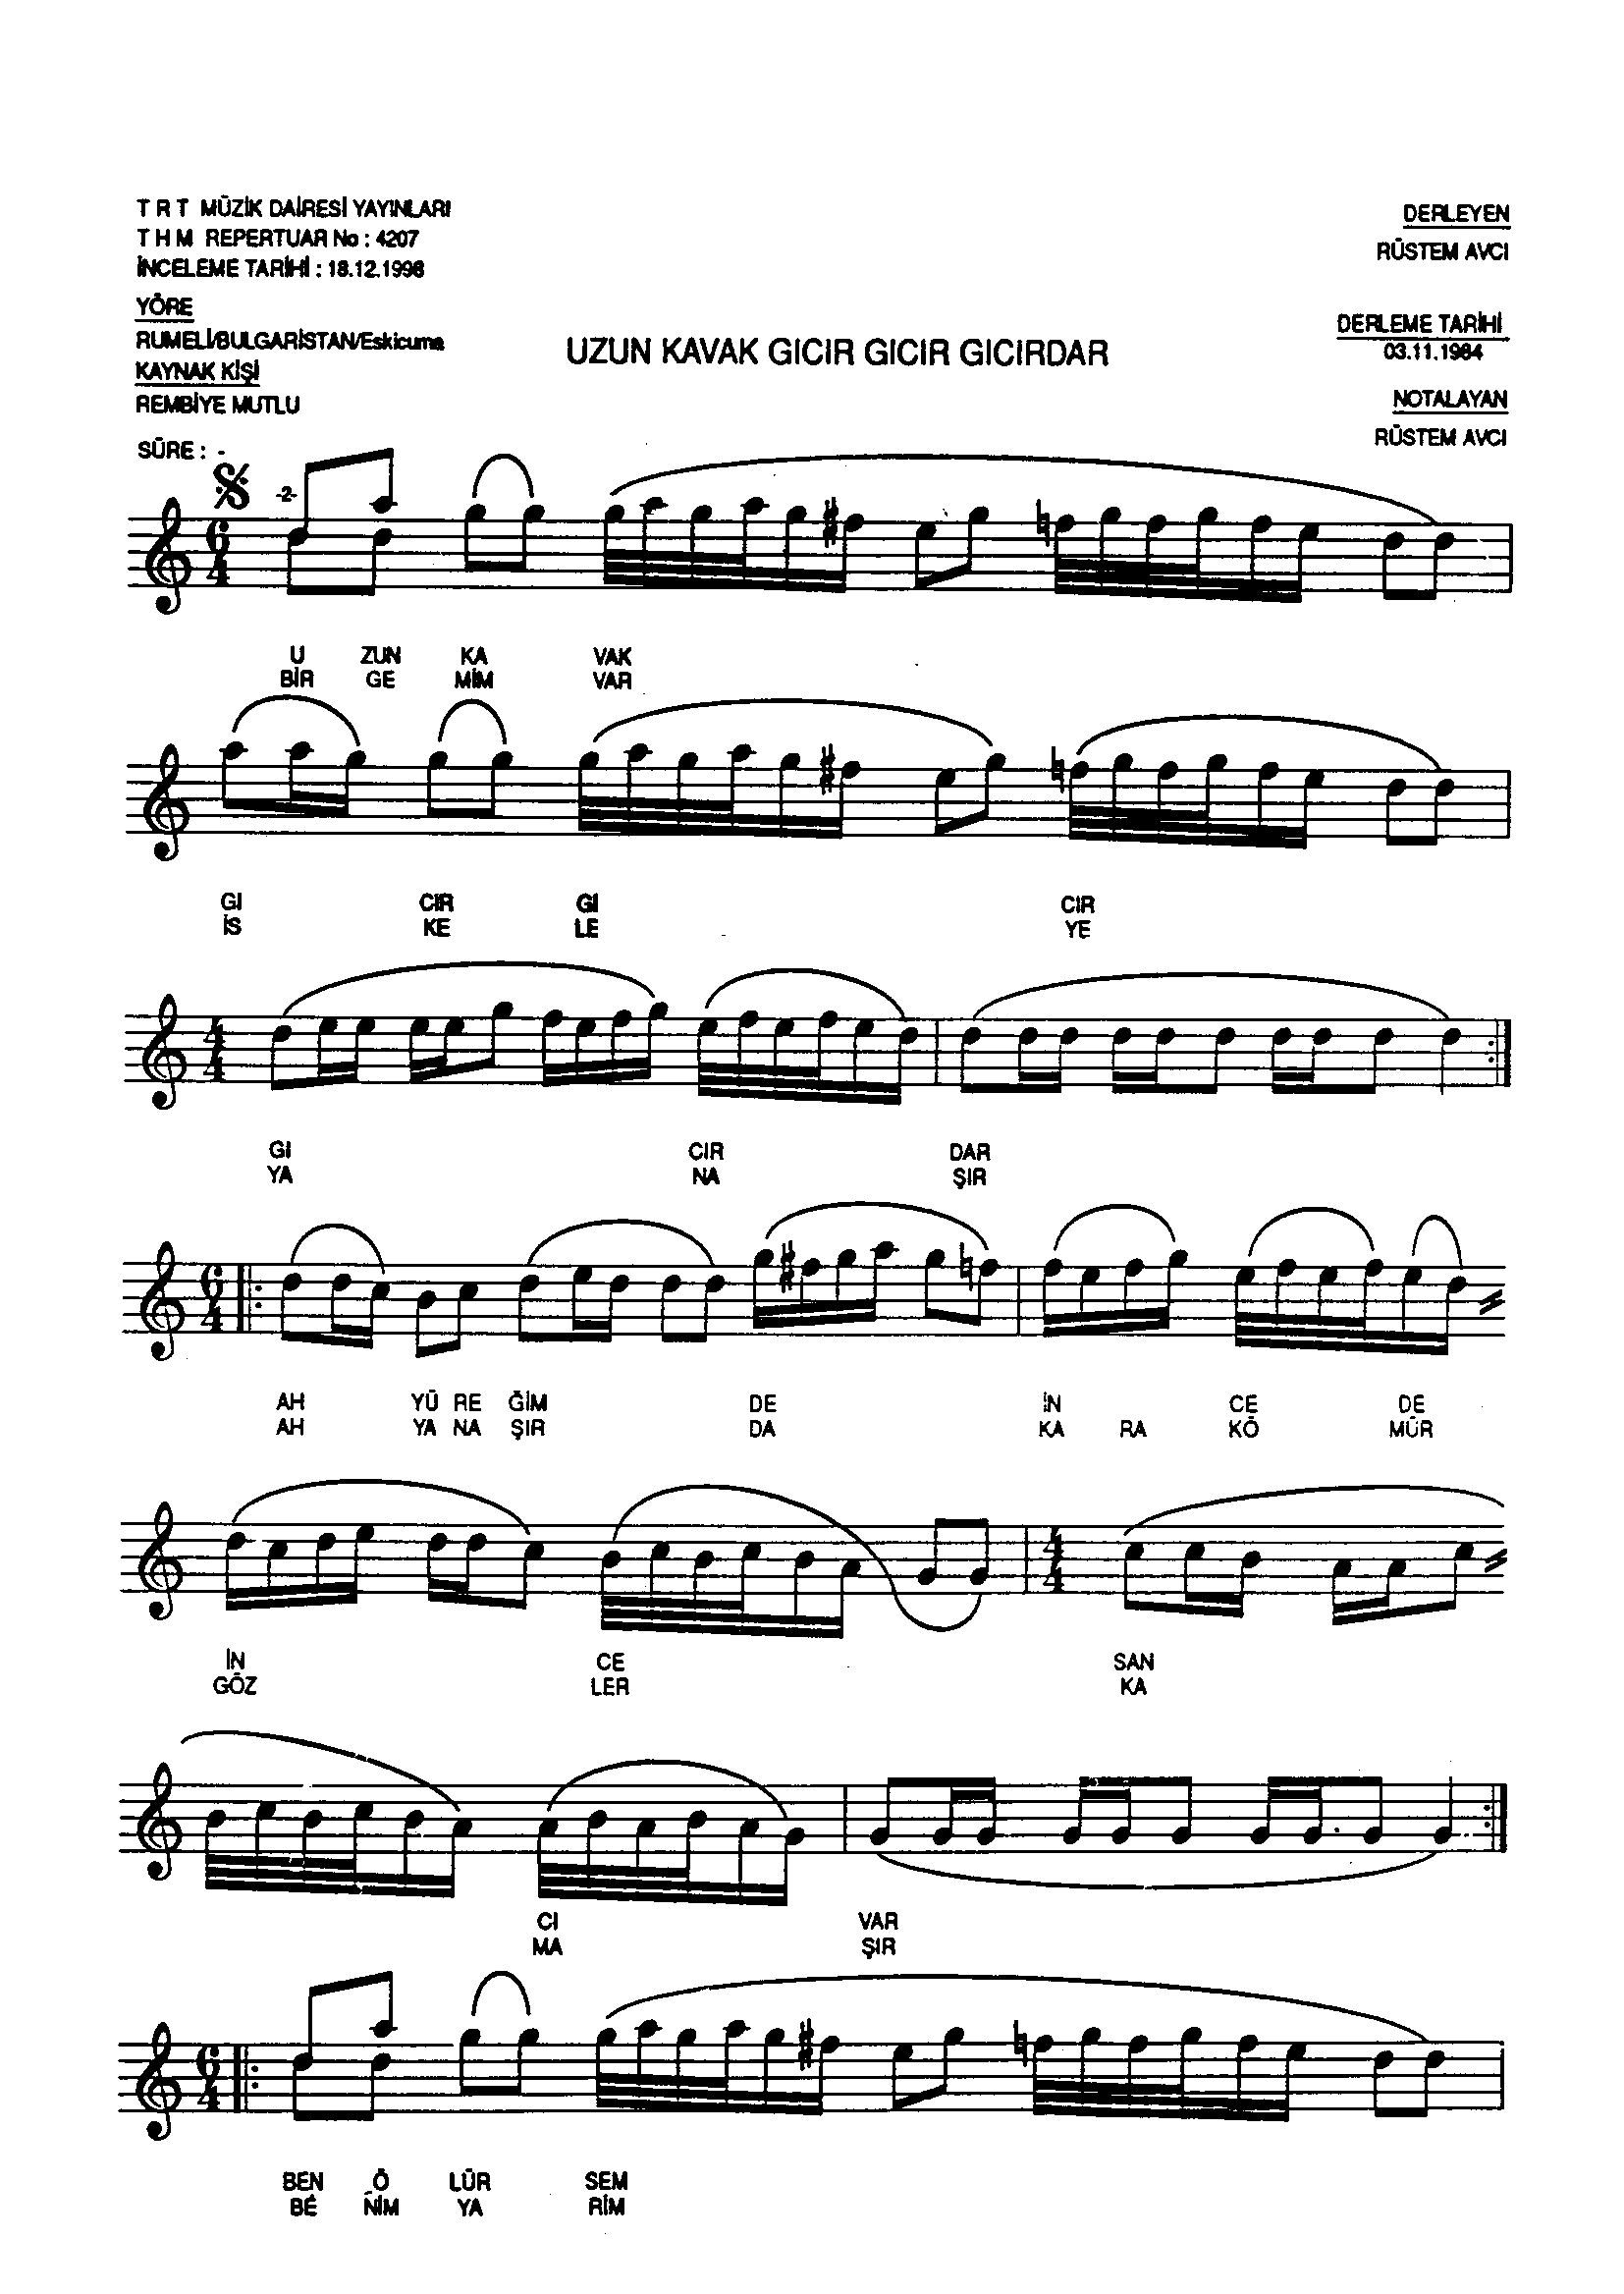 T R T MÜZİK DAİRESİ YAYINLARI
T H M REPERTUAR No : 4207
İNCELEME TARİHİ : 18.12.1996
YÖRE
RUMELİ/BULGARİSTAN/Eskicuma
KAYNAK KİŞİ
REMBİYE MUTLU
SÜRE : -
UZUN KAVAK GICIR GICIR GICIRDAR
DERLEYEN
RÜSTEM AVCI
DERLEME TARİHİ
03.11.1984
NOTALAYAN
RÜSTEM AVCI
-2-
6
4
U ZUN KA VAK
BİR GE MİM VAR
GI CIR GI CIR
İS KE LE YE
4
4
GI CIR DAR
YA NA ŞIR
6
4
AH YÜ RE ĞİM DE İN CE DE
AH YA NA ŞIR DA KA RA KÖ MÜR
4
4
İN CE SAN
GÖZ LER KA
CI VAR
MA ŞIR
6
4
BEN Ö LÜR SEM
BE NİM YA RİM